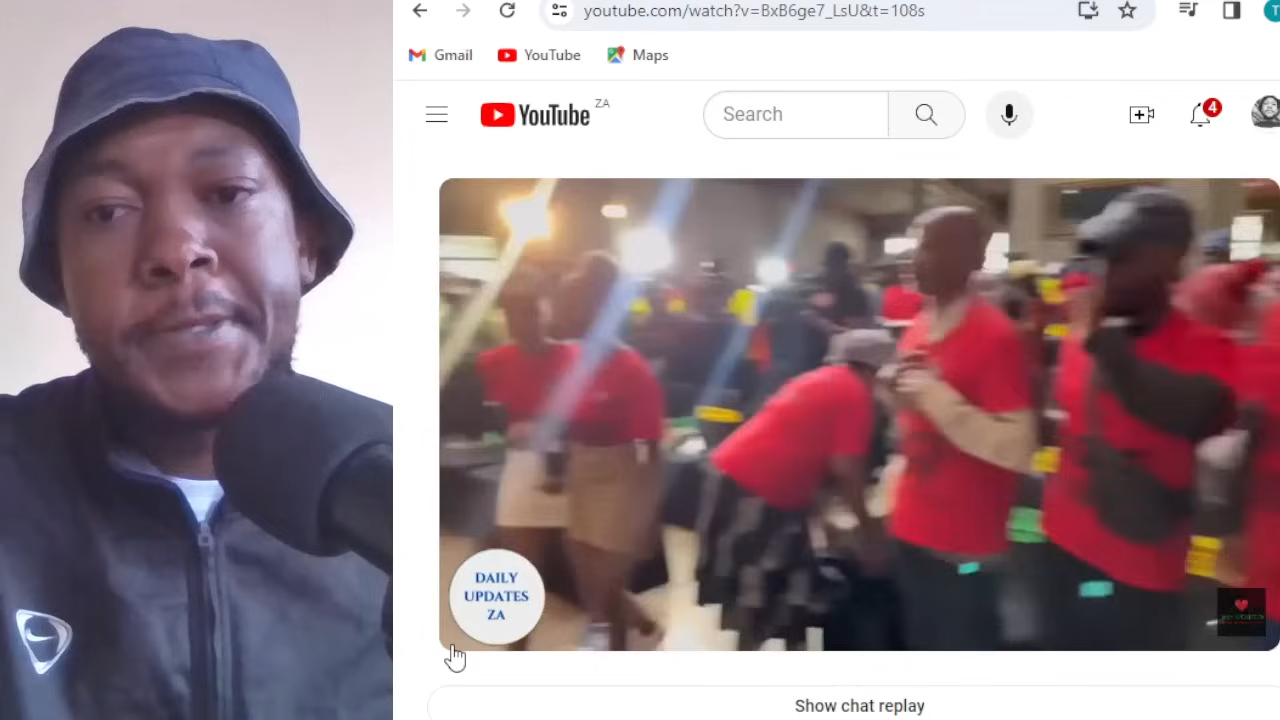 youtube.com/watch?v=BxB6ge7_LsU&t=108s
Gmail
YouTube
Maps
YouTube ZA
Search
4
DAILY
UPDATES
ZA
Show chat replay